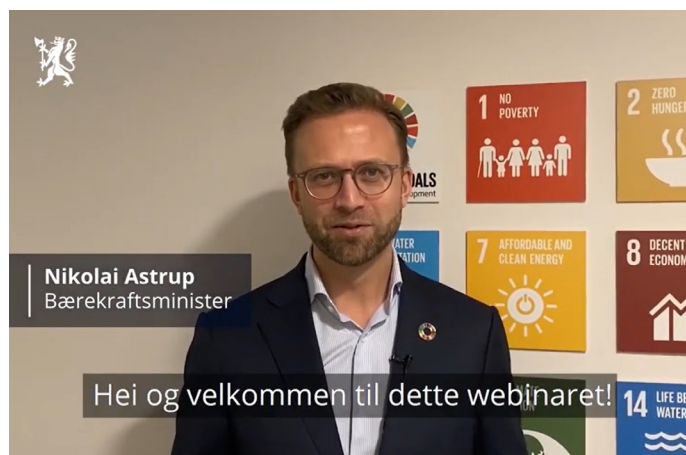 1 NO
POVERTY
2 ZERO
HUNGER
7 AFFORDABLE AND
CLEAN ENERGY
8
14
Nikolai Astrup
Bærekraftsminister
Hei og velkommen til dette webinaret!